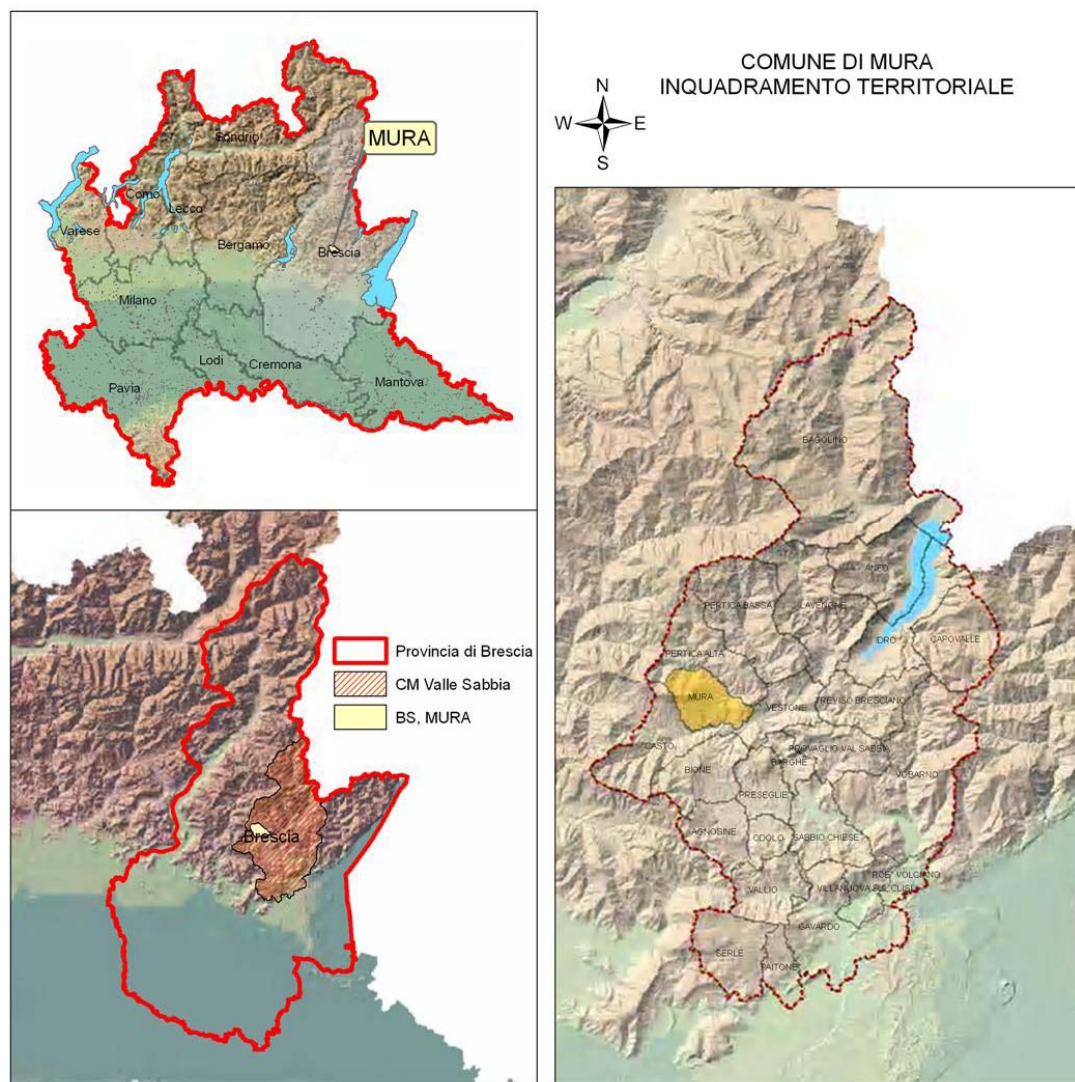 COMUNE DI MURA
INQUADRAMENTO TERRITORIALE
N
W
E
S
MURA
Sondrio
Como
Lecco
Varese
Bergamo
Brescia
Milano
Lodi
Cremona
Pavia
Mantova
Provincia di Brescia
CM Valle Sabbia
BS, MURA
Brescia
BAGOLINO
ANFO
PERTICA BASSA
LAVENONE
IDRO
CAPOVALLE
PERTICA ALTA
MURA
VESTONE
TREVISO BRESCIANO
CASTO
PROVAGLIO VAL SABBIA
BARGHE
BIONE
VOBARNO
PRESEGLIE
AGNOSINE
ODOLO
SABBIO CHIESE
VOLCIANO
VALLIO
VILLANUOVA SUL CLISI
GAVARDO
SERLE
PAITONE